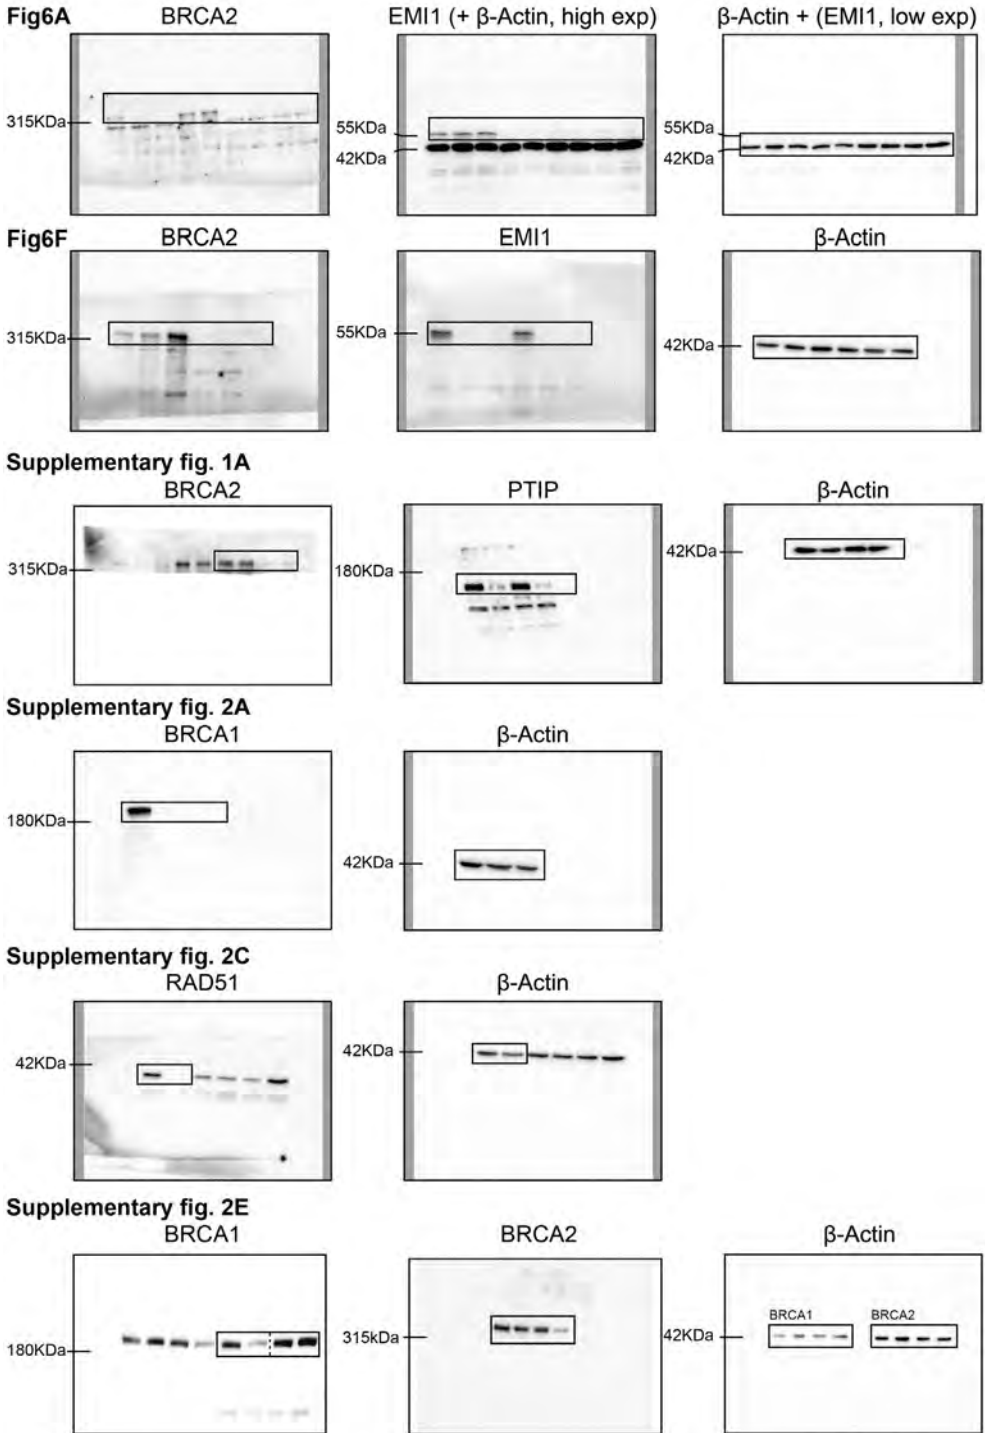 Fig6A
BRCA2
EMI1 (+ β-Actin, high exp)
β-Actin + (EMI1, low exp)
315KDa
55KDa
42KDa
55KDa
42KDa
Fig6F
BRCA2
EMI1
β-Actin
315KDa
55KDa
42KDa
Supplementary fig. 1A
BRCA2
PTIP
β-Actin
315KDa
180KDa
42KDa
Supplementary fig. 2A
BRCA1
β-Actin
180KDa
42KDa
Supplementary fig. 2C
RAD51
β-Actin
42KDa
42KDa
Supplementary fig. 2E
BRCA1
BRCA2
β-Actin
180KDa
315kDa
42KDa
BRCA1
BRCA2